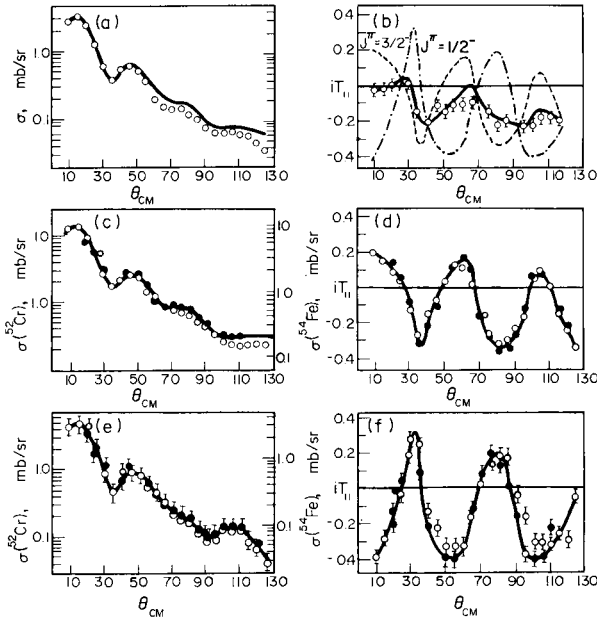 (a)
σ, mb/sr
1.0
0.1
10 30 50 70 90 110 130
θCM
(b)
Jπ=3/2- Jπ=1/2-
iT11
0.4
0.2
-0.2
-0.4
10 30 50 70 90 110 130
θCM
(c)
σ(52Cr), mb/sr
10
1.0
10
1.0
0.1
10 30 50 70 90 110 130
θCM
(d)
σ(54Fe), mb/sr
iT11
0.4
0.2
-0.2
-0.4
10 30 50 70 90 110 130
(e)
σ(52Cr), mb/sr
1.0
0.1
1.0
0.1
10 30 50 70 90 110 130
θCM
(f)
σ(54Fe), mb/sr
iT11
0.4
0.2
-0.2
-0.4
10 30 50 70 90 110 130
θCM